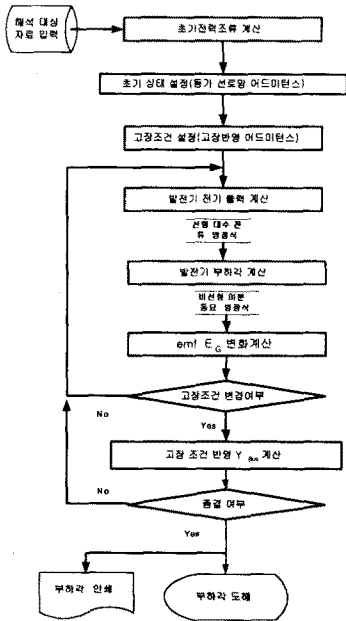 해석 대상
자료 입력
초기전력조류 계산
초기 상태 설정(등가 선로망 어드미턴스)
고장조건 설정(고장반영 어드미턴스)
발전기 전기 출력 계산
선형 대수 전
류 방정식
발전기 부하각 계산
비선형 미분
동요 방정식
emf E G 변화계산
고장조건 변경여부
No
Yes
고장 조건 반영 Y Bus 계산
No
종결 여부
Yes
부하각 인쇄
부하각 도해